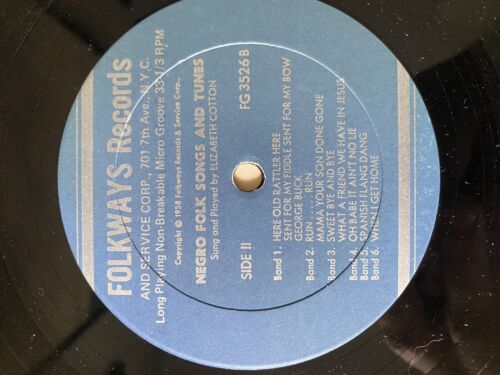 FOLKWAYS Records
AND SERVICE CORP., 701 7th Ave., N.Y.C.
Long Playing Non-Breakable Micro Groove 33 1/3 RPM
Copyright © 1958 Folkways Records & Service Corp.
NEGRO FOLK SONGS AND TUNES
Sung and Played by ELIZABETH COTTON
SIDE II FG 3526 B
Band 1. HERE OLD RATTLER HERE
SENT FOR MY FIDDLE SENT FOR MY BOW
GEORGE BUCK
Band 2. RUN . . . . RUN
MAMA YOUR SON DONE GONE
Band 3. SWEET BYE AND BYE
WHAT A FRIEND WE HAVE IN JESUS
Band 4. OH BABE IT AIN'T NO LIE
Band 5. SPANISH FLANG DANG
Band 6. WHEN I GET HOME